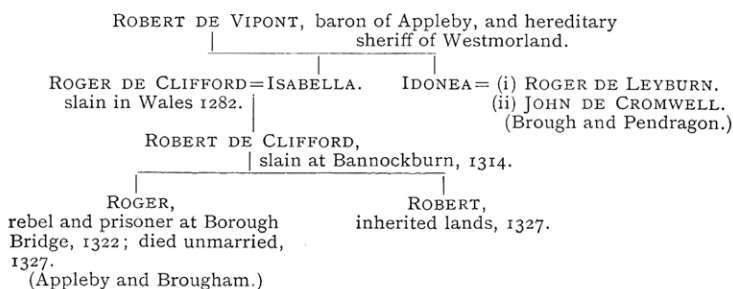 ROBERT DE VIPONT, baron of Appleby, and hereditary
sheriff of Westmorland.
ROGER DE CLIFFORD=ISABELLA. IDONEA= (i) ROGER DE LEYBURN.
slain in Wales 1282. (ii) JOHN DE CROMWELL.
(Brough and Pendragon.)
ROBERT DE CLIFFORD,
slain at Bannockburn, 1314.
ROGER, ROBERT,
rebel and prisoner at Borough inherited lands, 1327.
Bridge, 1322; died unmarried,
1327.
(Appleby and Brougham.)